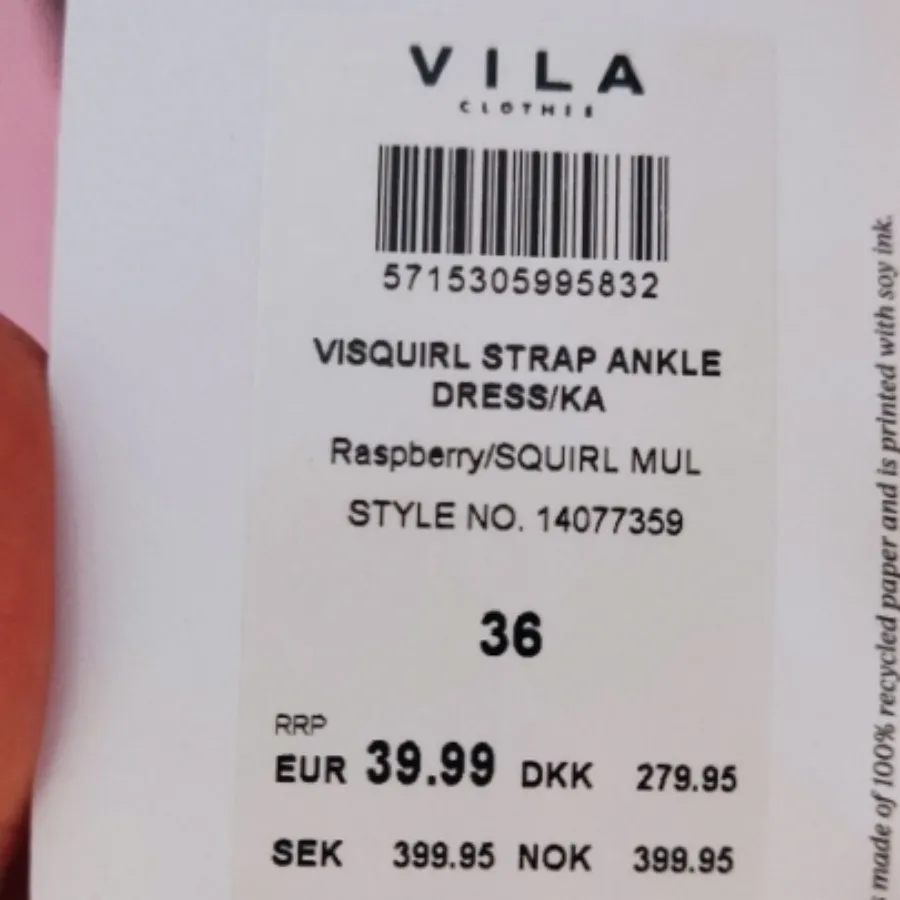 VILA
CLOTHES
5715305995832
VISQUIRL STRAP ANKLE
DRESS/KA
Raspberry/SQUIRL MUL
STYLE NO. 14077359
36
RRP
EUR 39.99 DKK 279.95
SEK 399.95 NOK 399.95
made of 100% recycled paper and is printed with soy ink.